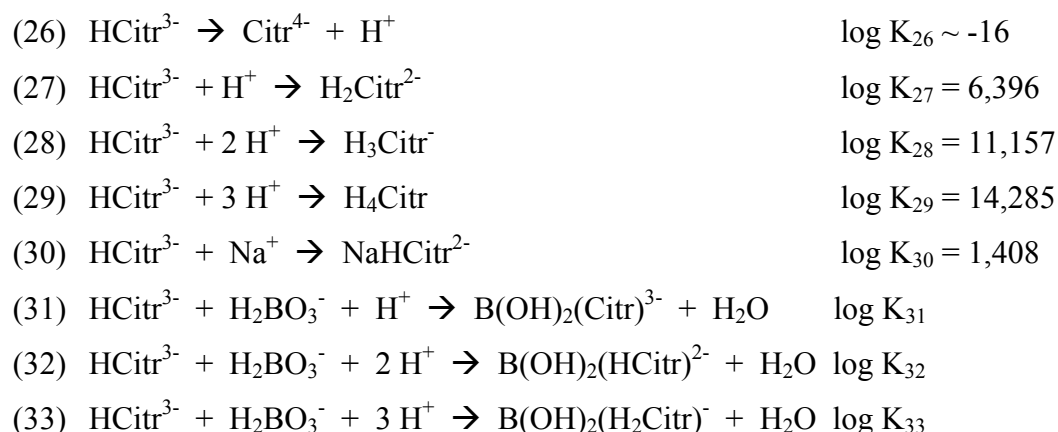 (26) HCitr³⁻ → Citr⁴⁻ + H⁺ log K₂₆ ~ -16
(27) HCitr³⁻ + H⁺ → H₂Citr²⁻ log K₂₇ = 6,396
(28) HCitr³⁻ + 2 H⁺ → H₃Citr⁻ log K₂₈ = 11,157
(29) HCitr³⁻ + 3 H⁺ → H₄Citr log K₂₉ = 14,285
(30) HCitr³⁻ + Na⁺ → NaHCitr²⁻ log K₃₀ = 1,408
(31) HCitr³⁻ + H₂BO₃⁻ + H⁺ → B(OH)₂(Citr)³⁻ + H₂O log K₃₁
(32) HCitr³⁻ + H₂BO₃⁻ + 2 H⁺ → B(OH)₂(HCitr)²⁻ + H₂O log K₃₂
(33) HCitr³⁻ + H₂BO₃⁻ + 3 H⁺ → B(OH)₂(H₂Citr)⁻ + H₂O log K₃₃